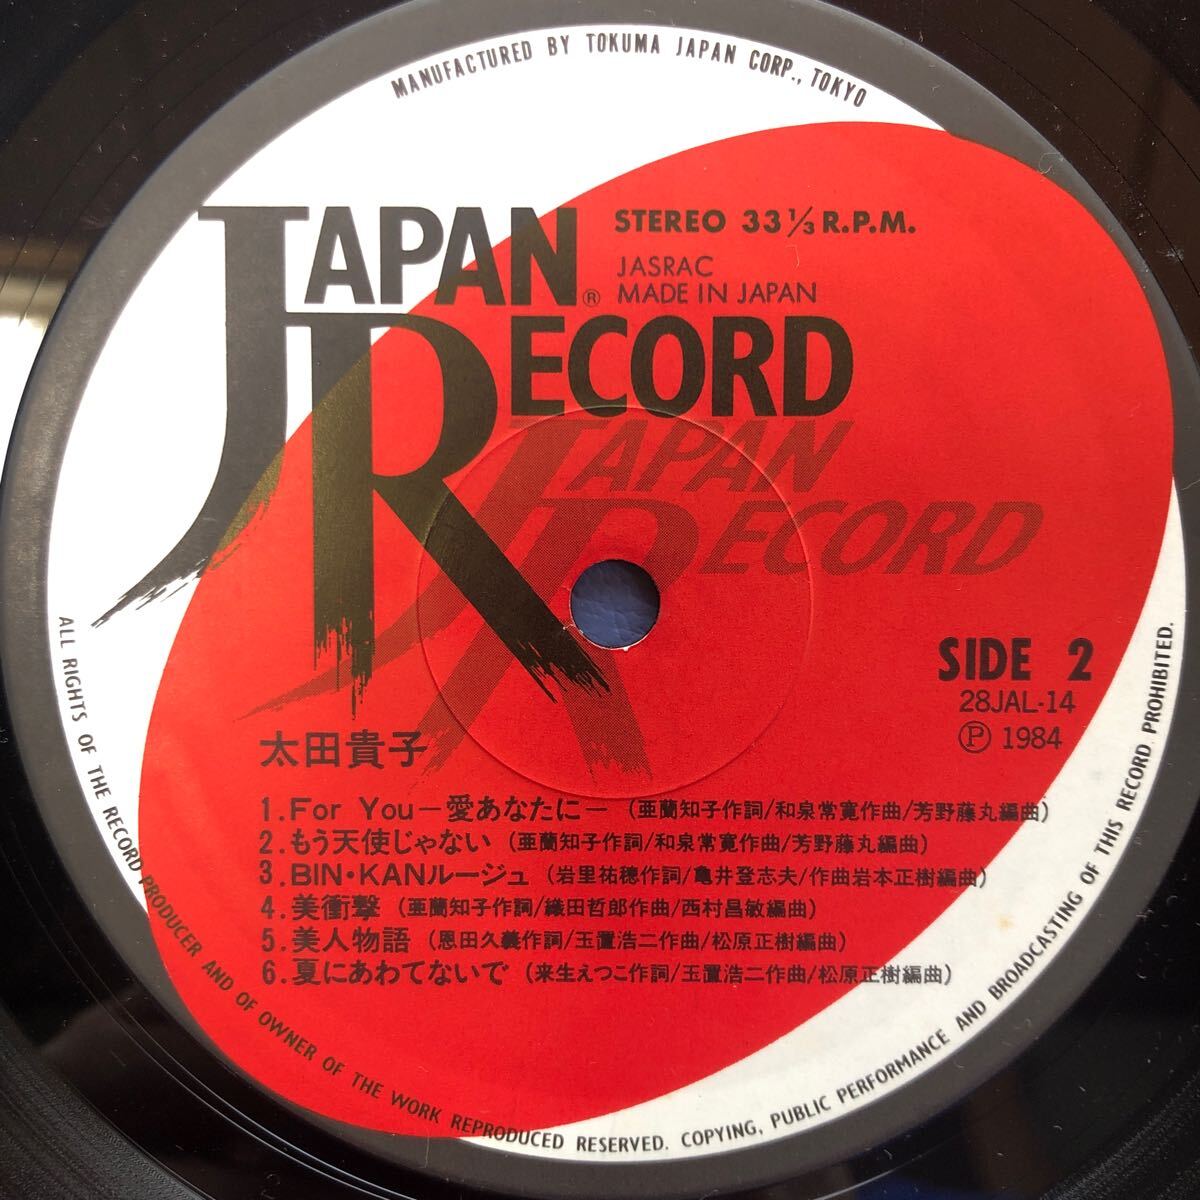 MANUFACTURED BY TOKUMA JAPAN CORP., TOKYO
JAPAN®
RECORD
STEREO 33 1/3 R.P.M.
JASRAC
MADE IN JAPAN
JAPAN
RECORD
SIDE 2
28JAL-14
Ⓟ 1984
太田貴子
1.For You－愛あなたに－（亜蘭知子作詞/和泉常寛作曲/芳野藤丸編曲）
2.もう天使じゃない（亜蘭知子作詞/和泉常寛作曲/芳野藤丸編曲）
3.BIN・KANルージュ（岩里祐穂作詞/亀井登志夫/作曲岩本正樹編曲）
4.美衝撃（亜蘭知子作詞/織田哲郎作曲/西村昌敏編曲）
5.美人物語（恩田久義作詞/玉置浩二作曲/松原正樹編曲）
6.夏にあわてないで（来生えつこ作詞/玉置浩二作曲/松原正樹編曲）
ALL RIGHTS OF THE RECORD PRODUCER AND OF OWNER OF THE WORK REPRODUCED RESERVED. COPYING, PUBLIC PERFORMANCE AND BROADCASTING OF THIS RECORD PROHIBITED.